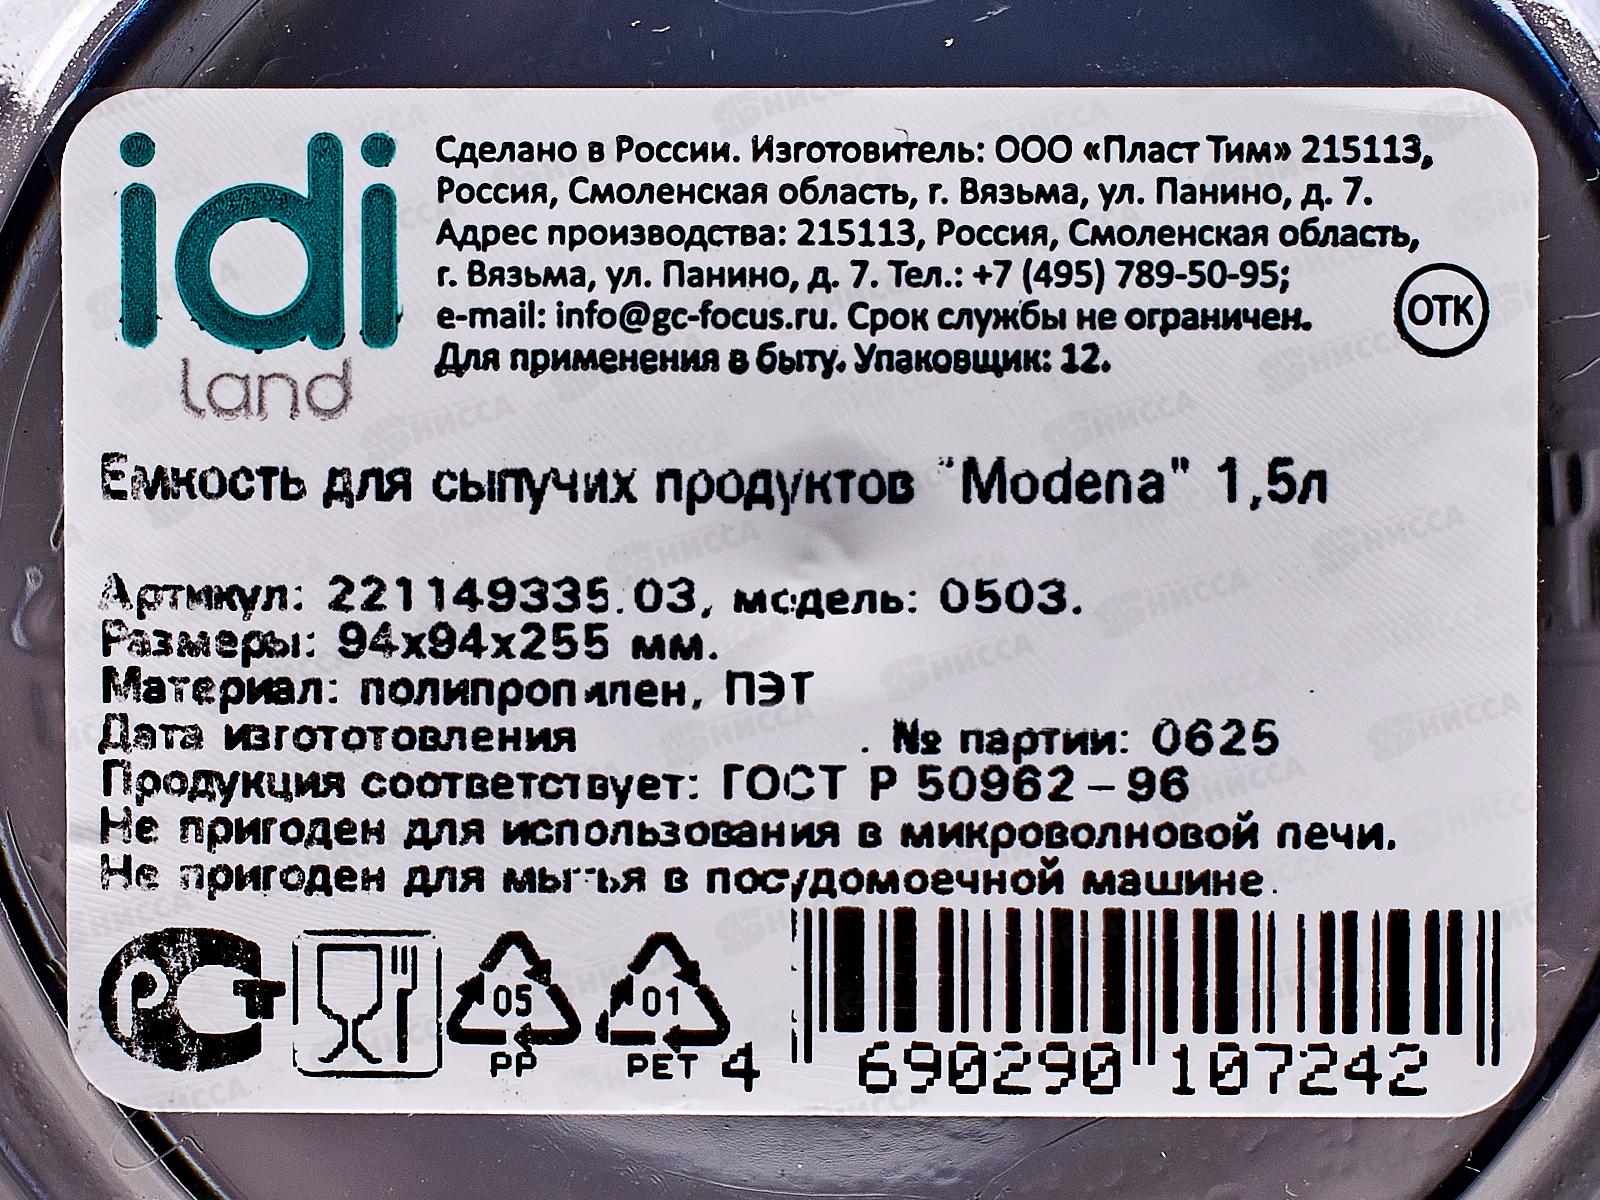 idi
land
Сделано в России. Изготовитель: ООО «Пласт Тим» 215113,
Россия, Смоленская область, г. Вязьма, ул. Панино, д. 7.
Адрес производства: 215113, Россия, Смоленская область,
г. Вязьма, ул. Панино, д. 7. Тел.: +7 (495) 789-50-95;
e-mail: info@gc-focus.ru. Срок службы не ограничен.
Для применения в быту. Упаковщик: 12.
ОТК
Емкость для сыпучих продуктов "Modena" 1,5л
Артикул: 221149335.03, модель: 0503.
Размеры: 94х94х255 мм.
Материал: полипропилен, ПЭТ
Дата изгототовления . № партии: 0625
Продукция соответствует: ГОСТ Р 50962-96
Не пригоден для использования в микроволновой печи.
Не пригоден для мытья в посудомоечной машине.
РСТ
05
PP
01
PET
4 690290 107242
НИССА